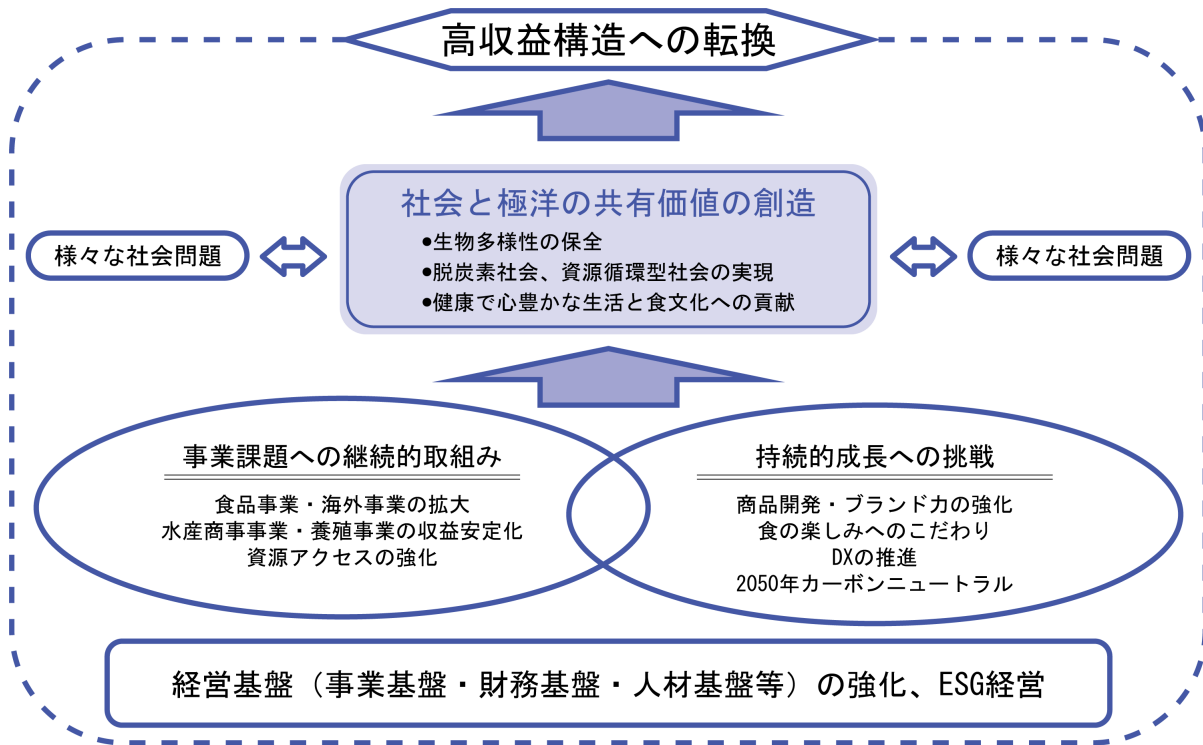 高収益構造への転換
社会と極洋の共有価値の創造
●生物多様性の保全
●脱炭素社会、資源循環型社会の実現
●健康で心豊かな生活と食文化への貢献
様々な社会問題
様々な社会問題
事業課題への継続的取組み
食品事業・海外事業の拡大
水産商事事業・養殖事業の収益安定化
資源アクセスの強化
持続的成長への挑戦
商品開発・ブランド力の強化
食の楽しみへのこだわり
DXの推進
2050年カーボンニュートラル
経営基盤（事業基盤・財務基盤・人材基盤等）の強化、ESG経営